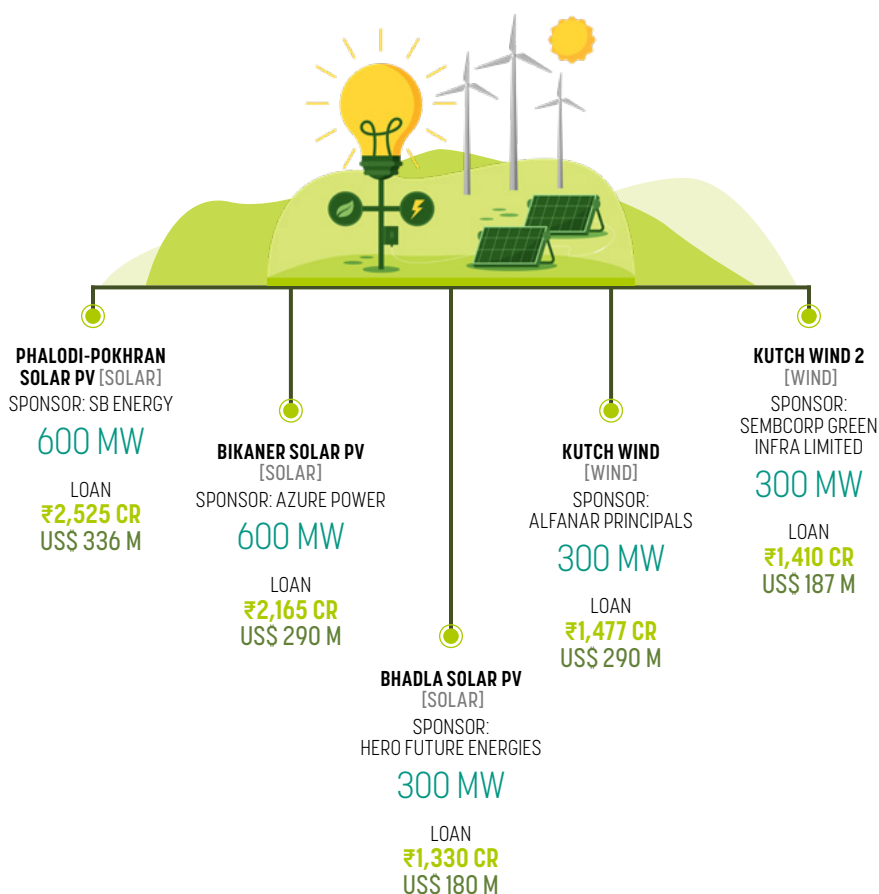 PHALODI-POKHRAN
SOLAR PV [SOLAR]
SPONSOR: SB ENERGY
600 MW
LOAN
₹2,525 CR
US$ 336 M
BIKANER SOLAR PV
[SOLAR]
SPONSOR: AZURE POWER
600 MW
LOAN
₹2,165 CR
US$ 290 M
BHADLA SOLAR PV
[SOLAR]
SPONSOR:
HERO FUTURE ENERGIES
300 MW
LOAN
₹1,330 CR
US$ 180 M
KUTCH WIND
[WIND]
SPONSOR:
ALFANAR PRINCIPALS
300 MW
LOAN
₹1,477 CR
US$ 290 M
KUTCH WIND 2
[WIND]
SPONSOR:
SEMBCORP GREEN
INFRA LIMITED
300 MW
LOAN
₹1,410 CR
US$ 187 M